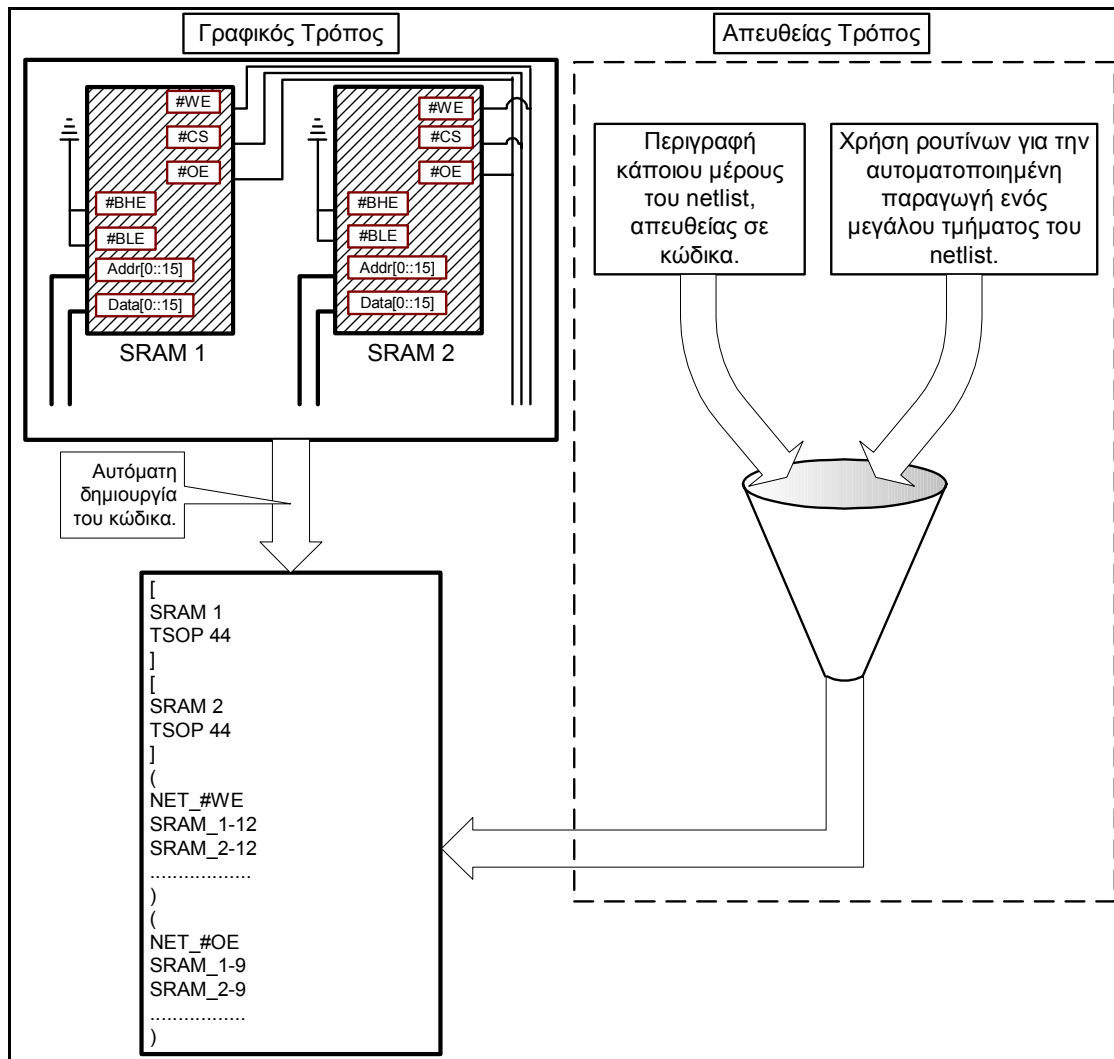 Γραφικός Τρόπος
#WE
#CS
#OE
#BHE
#BLE
Addr[0::15]
Data[0::15]
SRAM 1
#WE
#CS
#OE
#BHE
#BLE
Addr[0::15]
Data[0::15]
SRAM 2
Αυτόματη
δημιουργία
του κώδικα.
[
SRAM 1
TSOP 44
]
[
SRAM 2
TSOP 44
]
(
NET_#WE
SRAM_1-12
SRAM_2-12
..................
)
(
NET_#OE
SRAM_1-9
SRAM_2-9
.................
)
Απευθείας Τρόπος
Περιγραφή
κάποιου μέρους
του netlist,
απευθείας σε
κώδικα.
Χρήση ρουτίνων για την
αυτοματοποιημένη
παραγωγή ενός
μεγάλου τμήματος του
netlist.